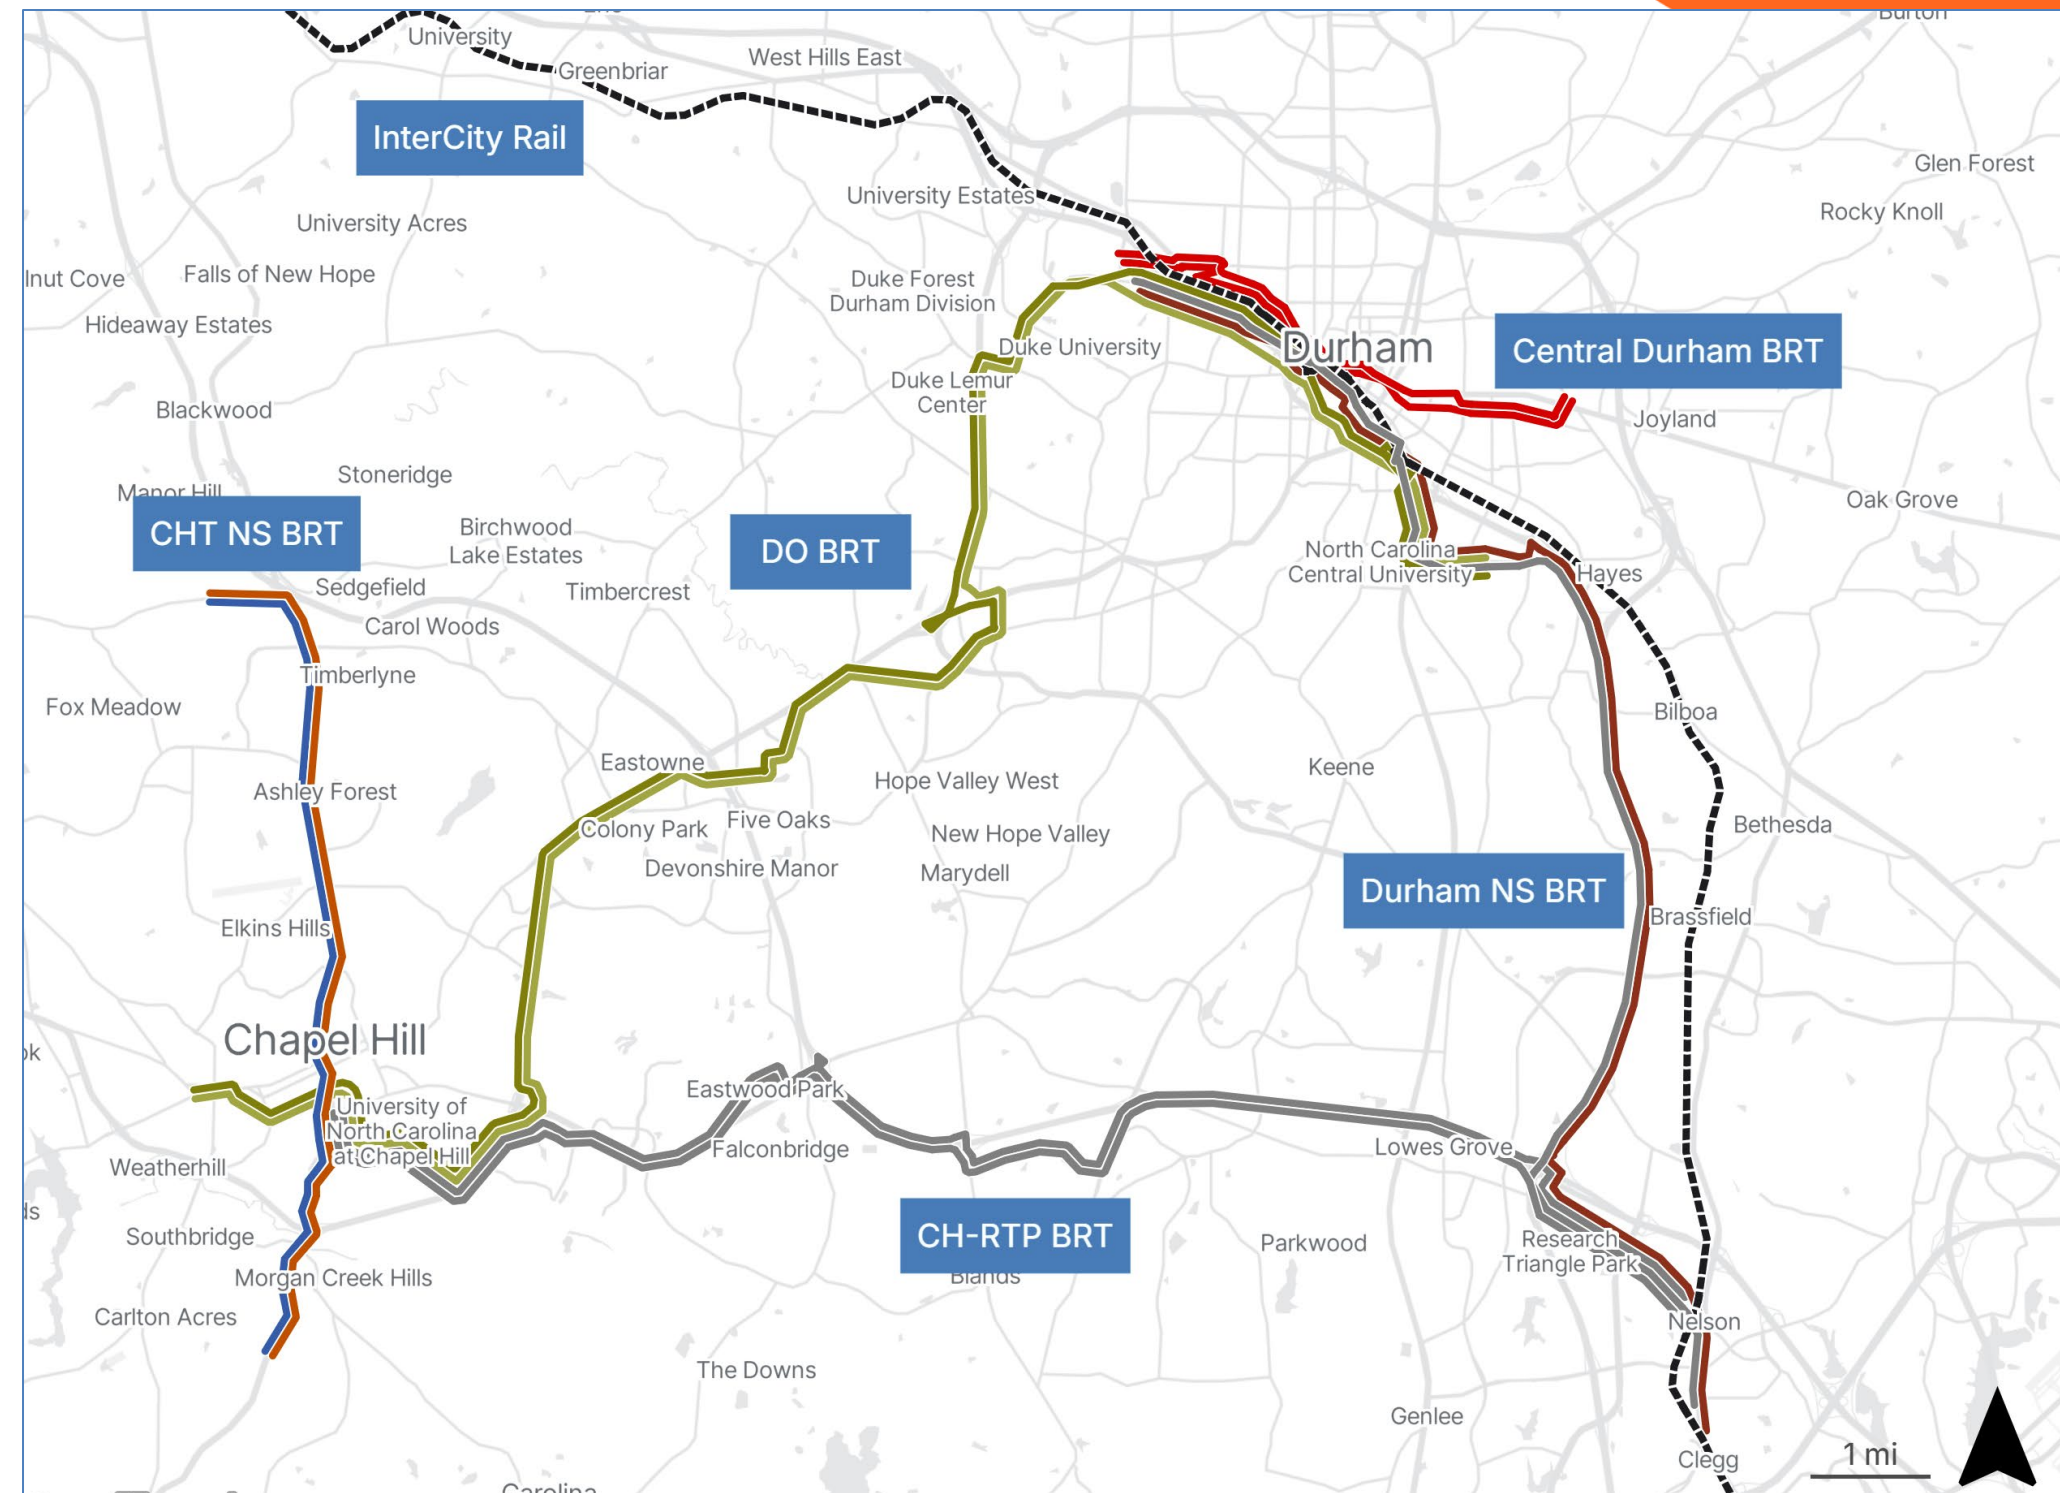 University
West Hills East
Burton
Greenbriar
InterCity Rail
Glen Forest
University Estates
Rocky Knoll
University Acres
Falls of New Hope
lnut Cove
Duke Forest
Durham Division
Hideaway Estates
Duke University
Durham
Central Durham BRT
Duke Lemur
Center
Blackwood
Joyland
Stoneridge
Manor Hill
Oak Grove
CHT NS BRT
Birchwood
Lake Estates
DO BRT
North Carolina
Central University
Hayes
Sedgefield
Timbercrest
Carol Woods
Timberlyne
Fox Meadow
Bilboa
Eastowne
Keene
Hope Valley West
Ashley Forest
Five Oaks
Colony Park
New Hope Valley
Bethesda
Devonshire Manor
Marydell
Durham NS BRT
Brassfield
Elkins Hills
Chapel Hill
ok
Eastwood Park
University of
North Carolina
at Chapel Hill
Falconbridge
Lowes Grove
Weatherhill
ds
Southbridge
CH-RTP BRT
Parkwood
Research
Triangle Park
Blands
Morgan Creek Hills
Carlton Acres
Nelson
The Downs
Genlee
Clegg
1 mi
Carolina